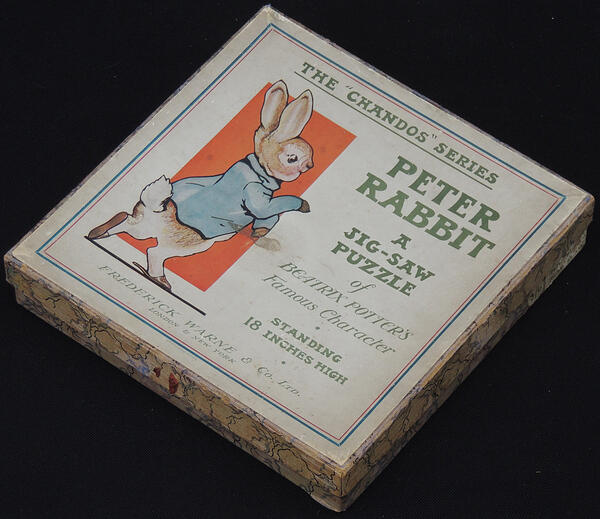 THE "CHANDOS" SERIES
PETER
RABBIT
A
JIG-SAW
PUZZLE
of
BEATRIX POTTER'S
Famous Character
STANDING
18 INCHES HIGH
FREDERICK WARNE & Co. Ltd.
LONDON & NEW YORK